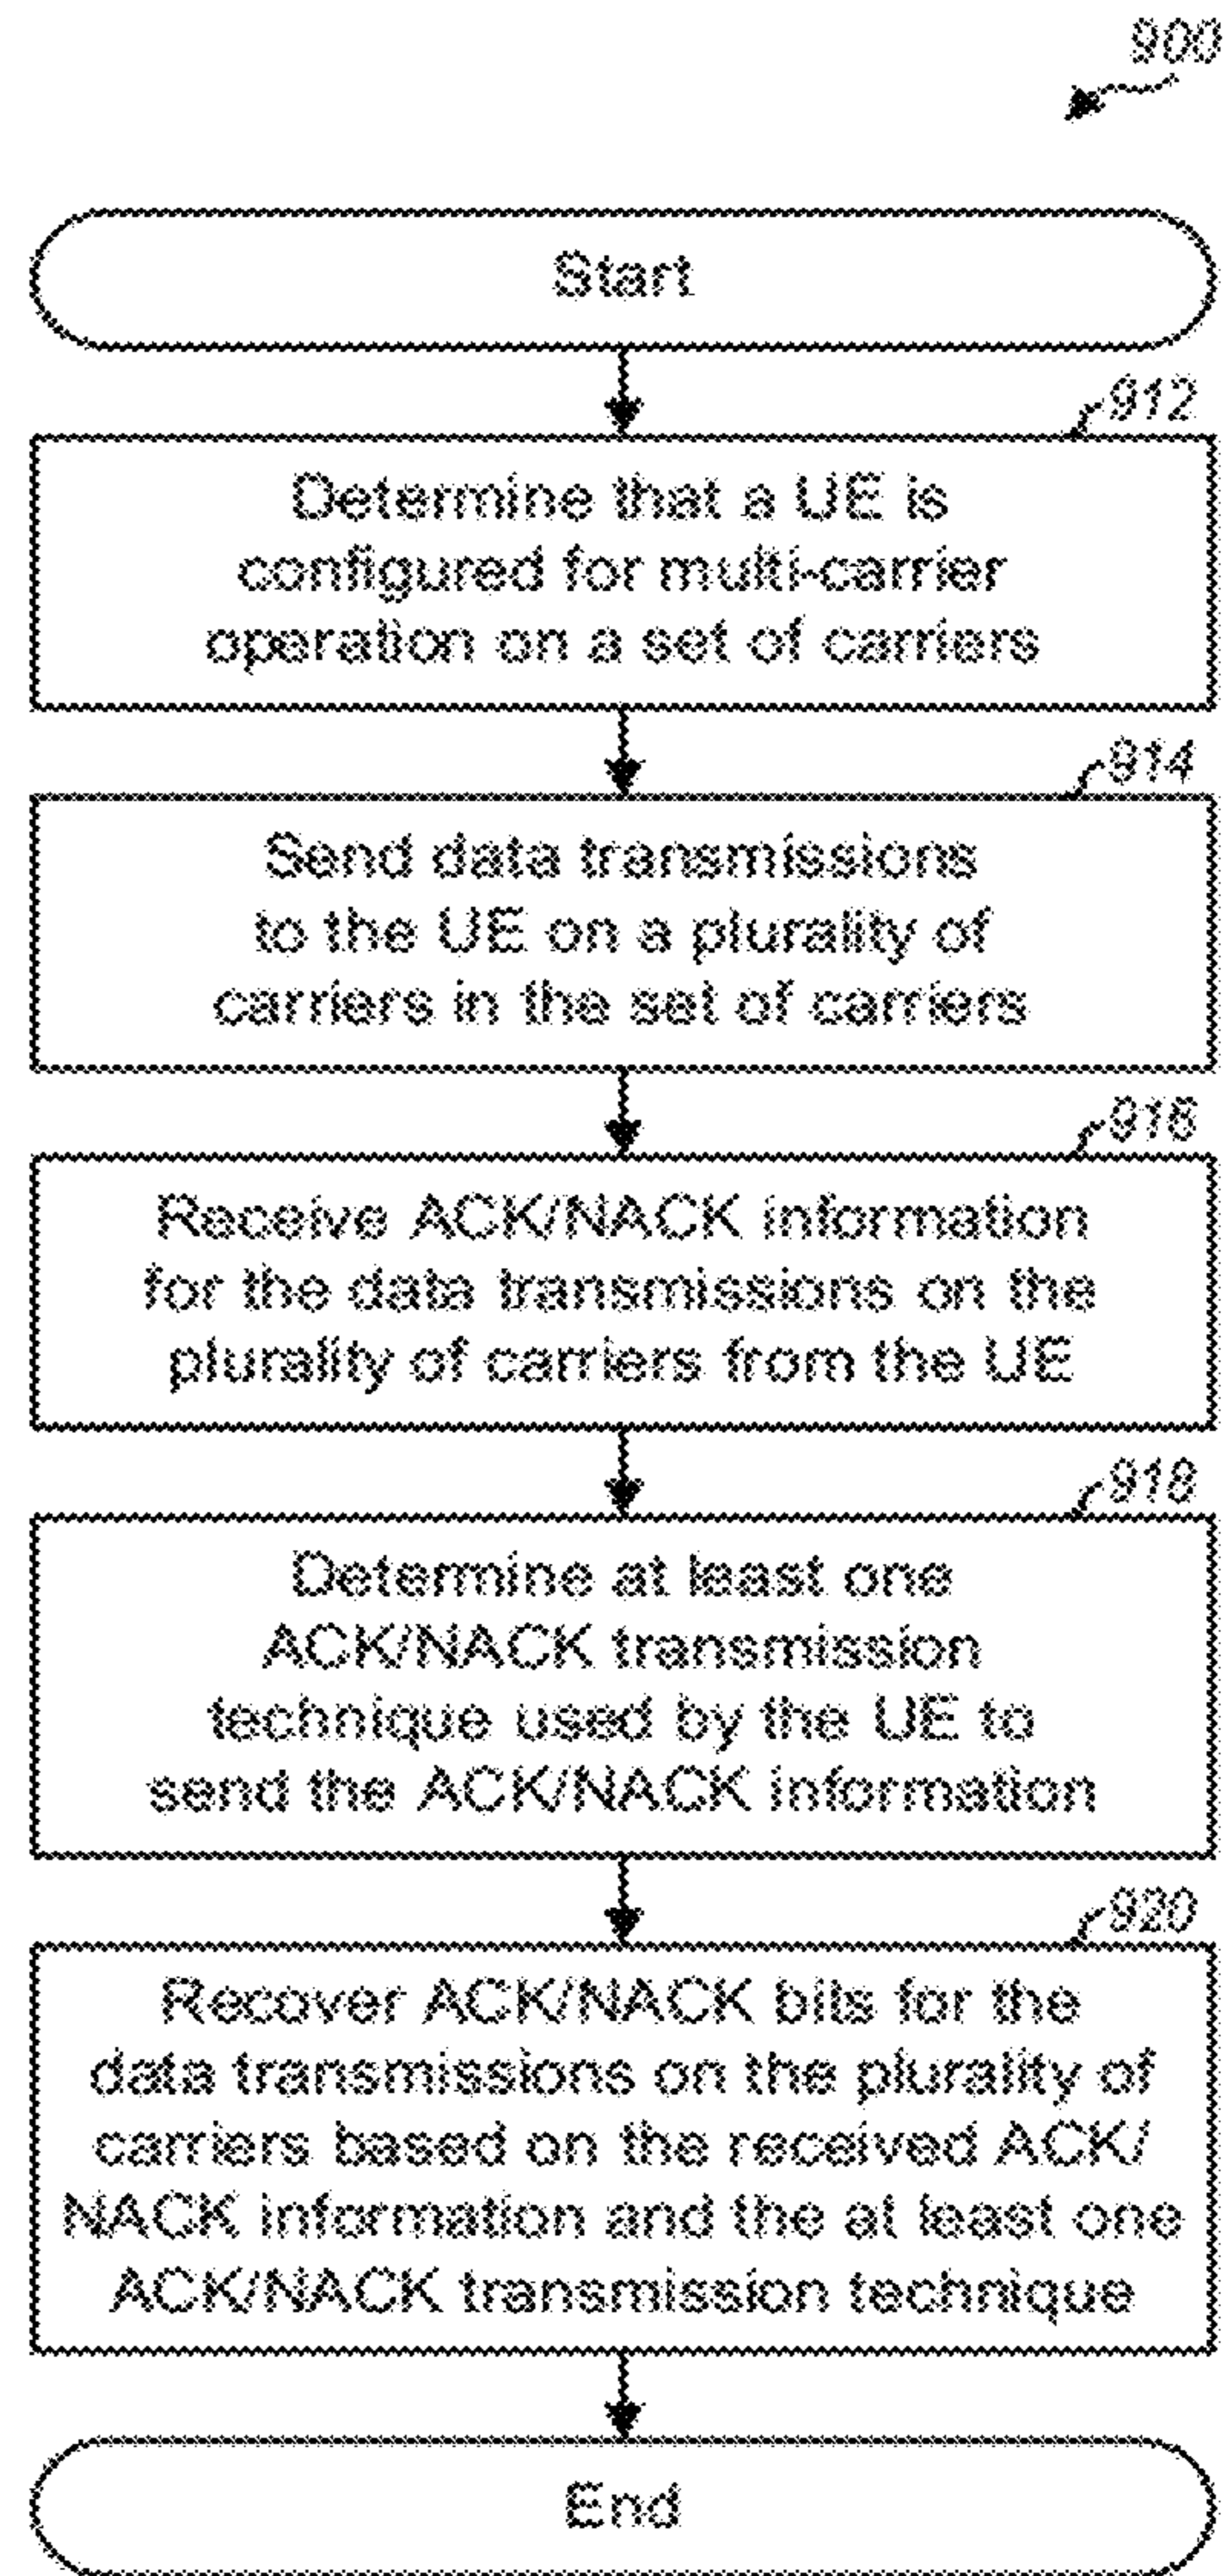 900
Start
912
Determine that a UE is
configured for multi-carrier
operation on a set of carriers
914
Send data transmissions
to the UE on a plurality of
carriers in the set of carriers
916
Receive ACK/NACK information
for the data transmissions on the
plurality of carriers from the UE
918
Determine at least one
ACK/NACK transmission
technique used by the UE to
send the ACK/NACK information
920
Recover ACK/NACK bits for the
data transmissions on the plurality of
carriers based on the received ACK/
NACK information and the at least one
ACK/NACK transmission technique
End